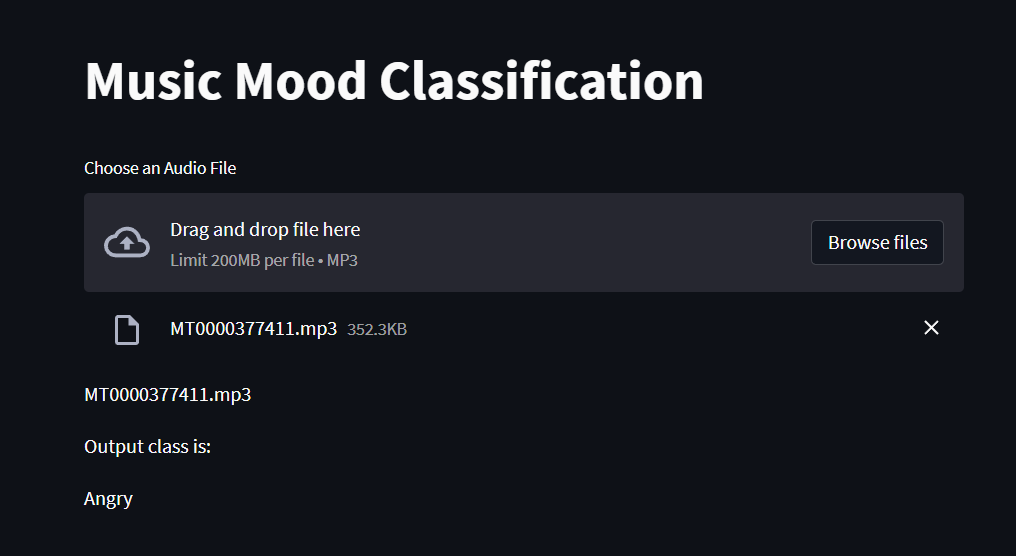 Music Mood Classification
Choose an Audio File
Drag and drop file here
Limit 200MB per file • MP3
Browse files
MT0000377411.mp3 352.3KB
MT0000377411.mp3
Output class is:
Angry